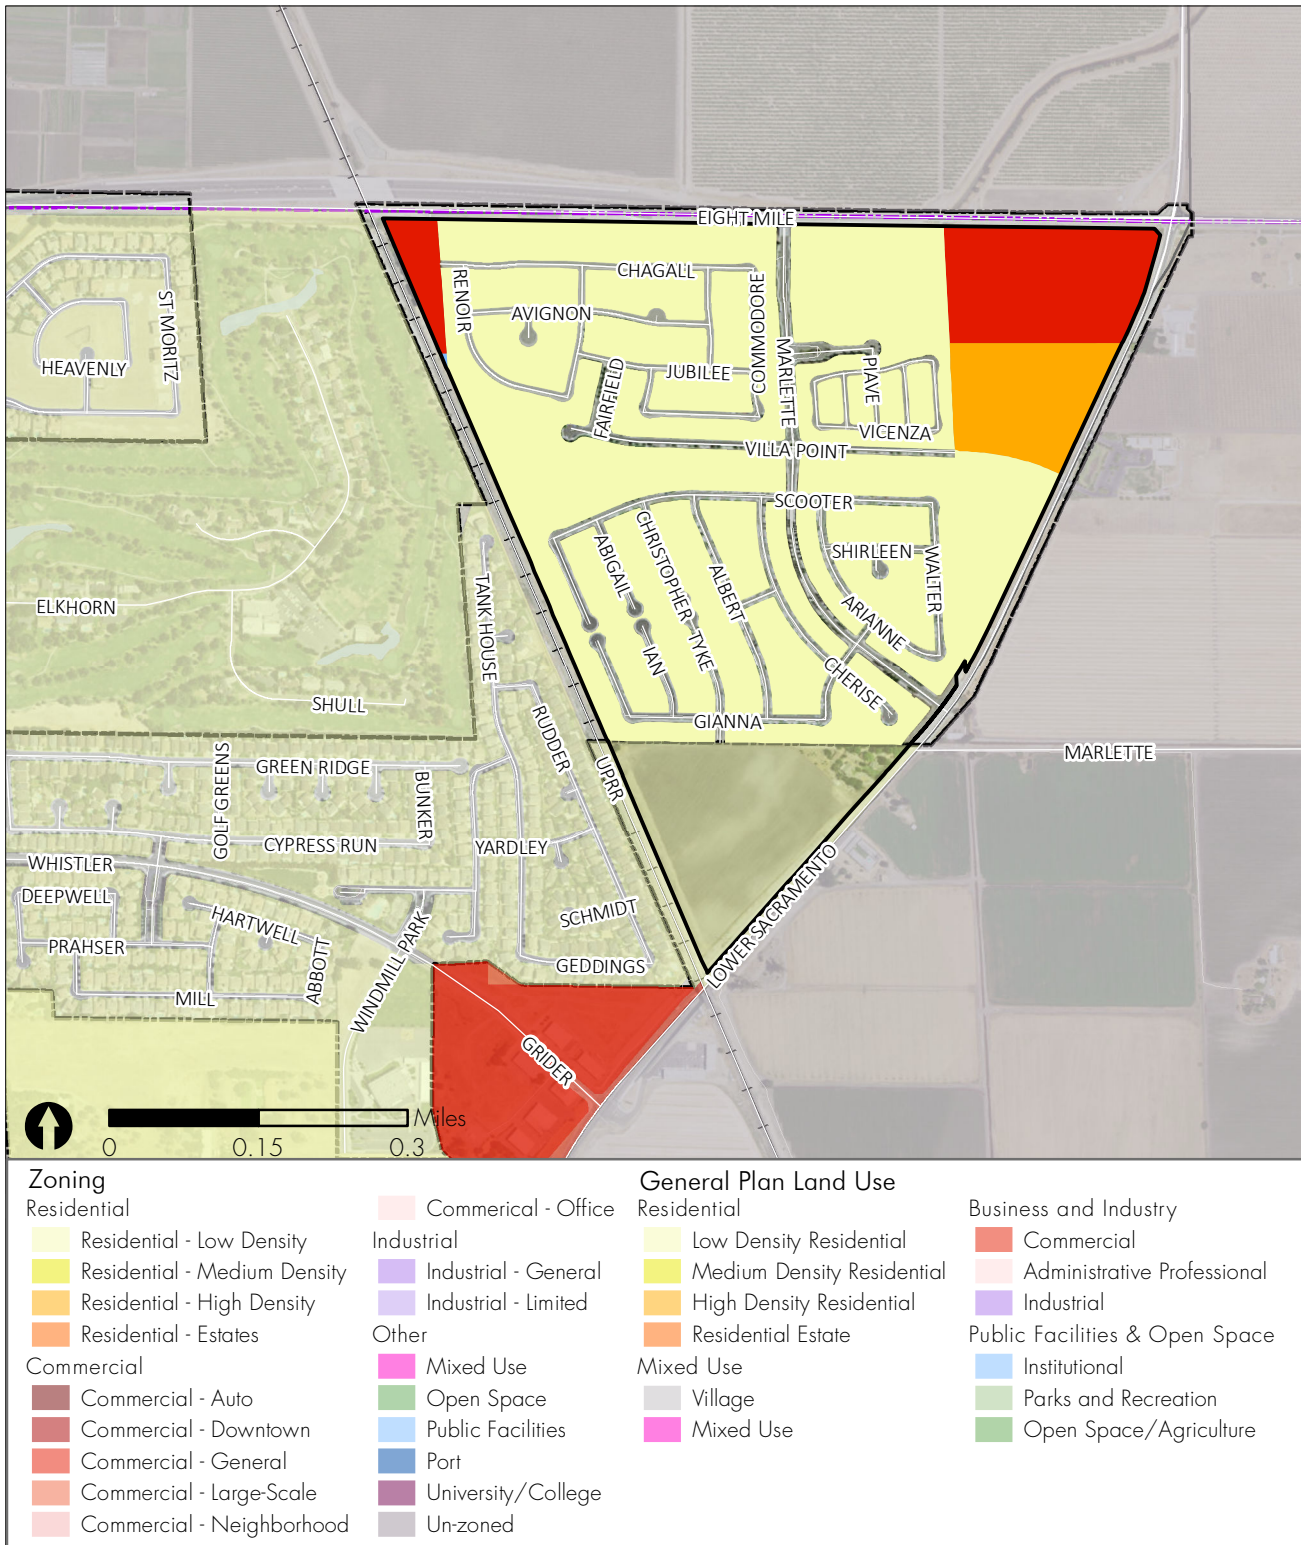 EIGHT MILE
CHAGALL
RENOIR
COMMODORE
ST MORITZ
AVIGNON
HEAVENLY
MARLETTE
JUBILEE
PIAVE
FAIRFIELD
VICENZA
VILLA POINT
SCOOTER
CHRISTOPHER
ABIGAIL
SHIRLEEN
WALTER
ALBERT
TANK HOUSE
ELKHORN
ARIANNE
TYKE
IAN
CHERISE
SHULL
GIANNA
RUDDER
MARLETTE
GOLF GREENS
GREEN RIDGE
BUNKER
UPRR
CYPRESS RUN
YARDLEY
WHISTLER
DEEPWELL
LOWER SACRAMENTO
HARTWELL
SCHMIDT
PRAHSER
ABBOTT
WINDMILL PARK
GEDDINGS
MILL
GRIDER
Miles
0 0.15 0.3
Zoning
Residential
Residential - Low Density
Residential - Medium Density
Residential - High Density
Residential - Estates
Commercial
Commercial - Auto
Commercial - Downtown
Commercial - General
Commercial - Large-Scale
Commercial - Neighborhood
Commerical - Office
Industrial
Industrial - General
Industrial - Limited
Other
Mixed Use
Open Space
Public Facilities
Port
University/College
Un-zoned
General Plan Land Use
Residential
Low Density Residential
Medium Density Residential
High Density Residential
Residential Estate
Mixed Use
Village
Mixed Use
Business and Industry
Commercial
Administrative Professional
Industrial
Public Facilities & Open Space
Institutional
Parks and Recreation
Open Space/Agriculture